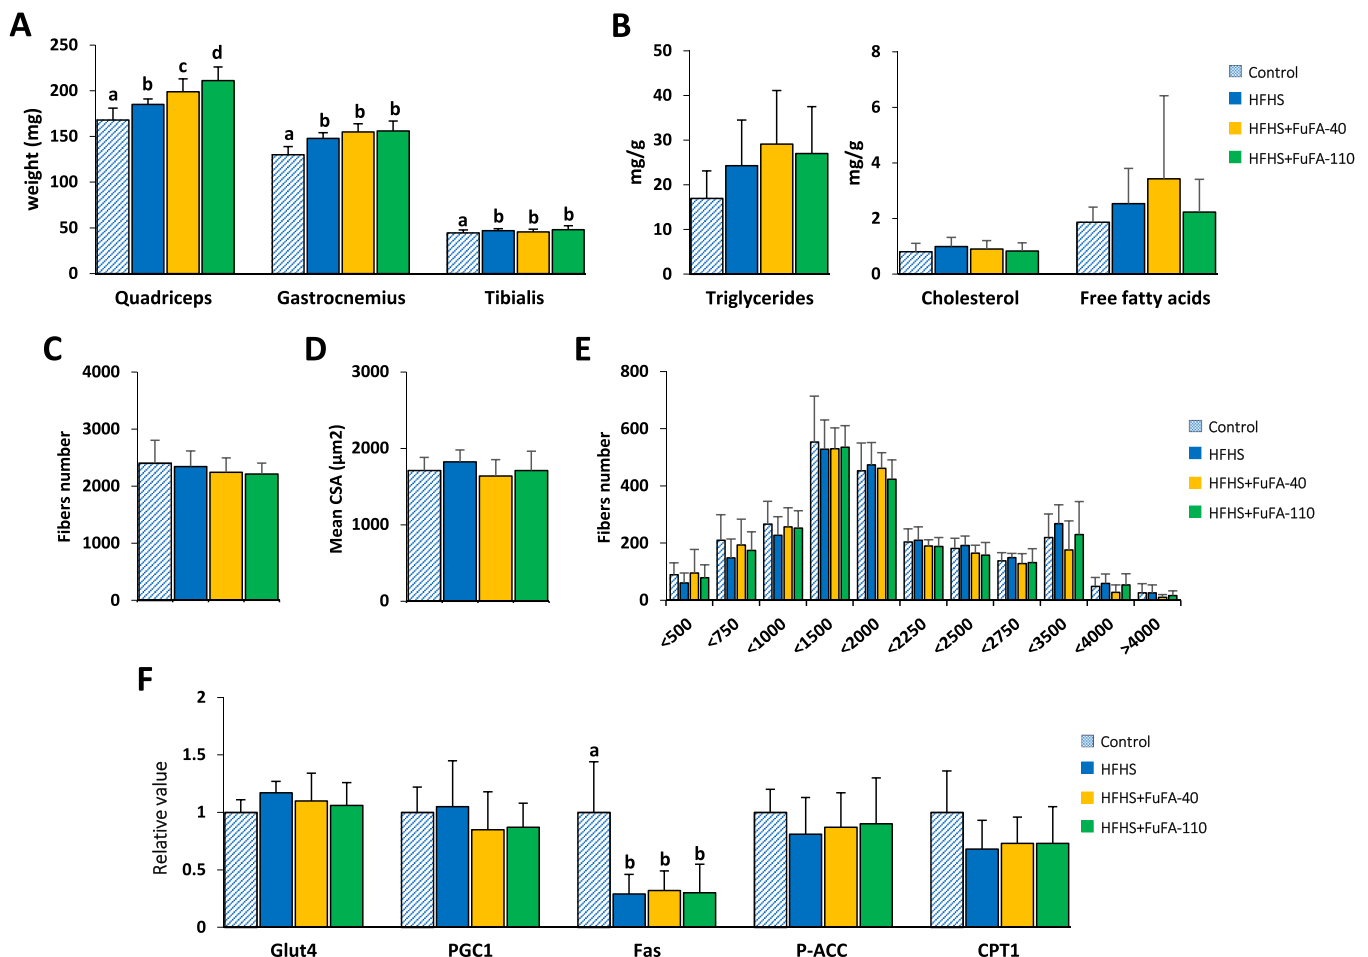 A
weight (mg)
250
200
150
100
50
0
a b c d
a b b b
a b b b
Quadriceps Gastrocnemius Tibialis
B
mg/g
50
40
30
20
10
0
Triglycerides
mg/g
8
6
4
2
0
Cholesterol Free fatty acids
Control
HFHS
HFHS+FuFA-40
HFHS+FuFA-110
C
Fibers number
4000
3000
2000
1000
0
D
Mean CSA (µm2)
3000
2000
1000
0
E
Fibers number
800
600
400
200
0
<500 <750 <1000 <1500 <2000 <2250 <2500 <2750 <3500 <4000 >4000
Control
HFHS
HFHS+FuFA-40
HFHS+FuFA-110
F
Relative value
2
1.5
1
0.5
0
a
b b b
Glut4 PGC1 Fas P-ACC CPT1
Control
HFHS
HFHS+FuFA-40
HFHS+FuFA-110